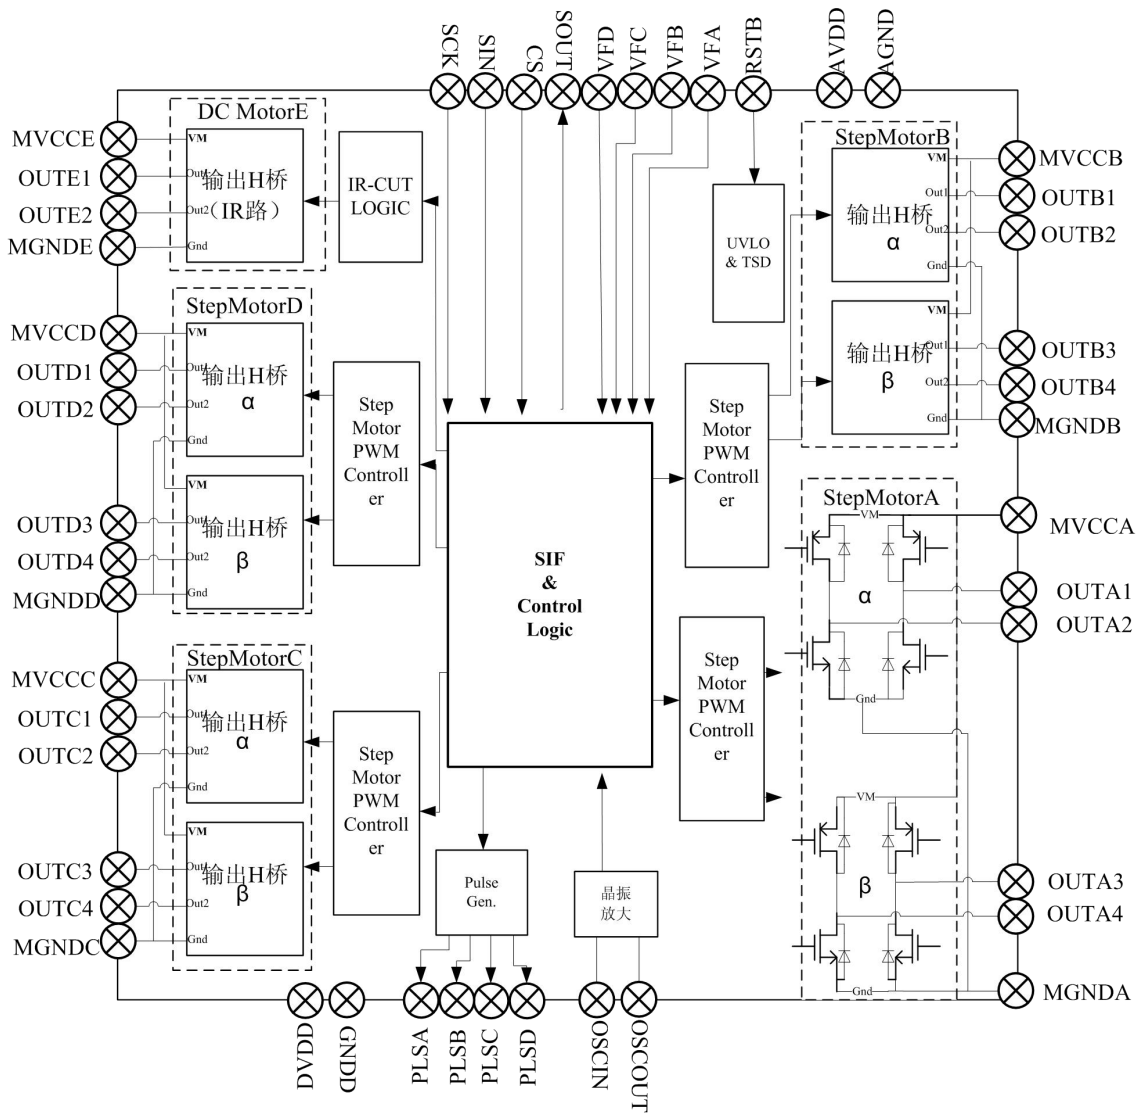 SCK
SIN
CS
SOUT
VFD
VFC
VFB
VFA
RSTB
AVDD
AGND
DC MotorE
MVCCE
OUTE1
OUTE2
MGNDE
VM
Out1
Out2
Gnd
输出H桥
（IR路）
IR-CUT
LOGIC
UVLO
& TSD
StepMotorB
VM
Out1
Out2
Gnd
输出H桥
α
VM
Out1
Out2
Gnd
输出H桥
β
MVCCB
OUTB1
OUTB2
OUTB3
OUTB4
MGNDB
StepMotorD
MVCCD
OUTD1
OUTD2
OUTD3
OUTD4
MGNDD
VM
Out1
Out2
Gnd
输出H桥
α
VM
Out1
Out2
Gnd
输出H桥
β
Step
Motor
PWM
Controll
er
Step
Motor
PWM
Controll
er
SIF
&
Control
Logic
StepMotorA
VM
α
Gnd
VM
β
Gnd
MVCCA
OUTA1
OUTA2
OUTA3
OUTA4
MGNDA
Step
Motor
PWM
Controll
er
StepMotorC
MVCCC
OUTC1
OUTC2
OUTC3
OUTC4
MGNDC
VM
Out1
Out2
Gnd
输出H桥
α
VM
Out1
Out2
Gnd
输出H桥
β
Step
Motor
PWM
Controll
er
Pulse
Gen.
晶振
放大
DVDD
GNDD
PLSA
PLSB
PLSC
PLSD
OSCIN
OSCOUT